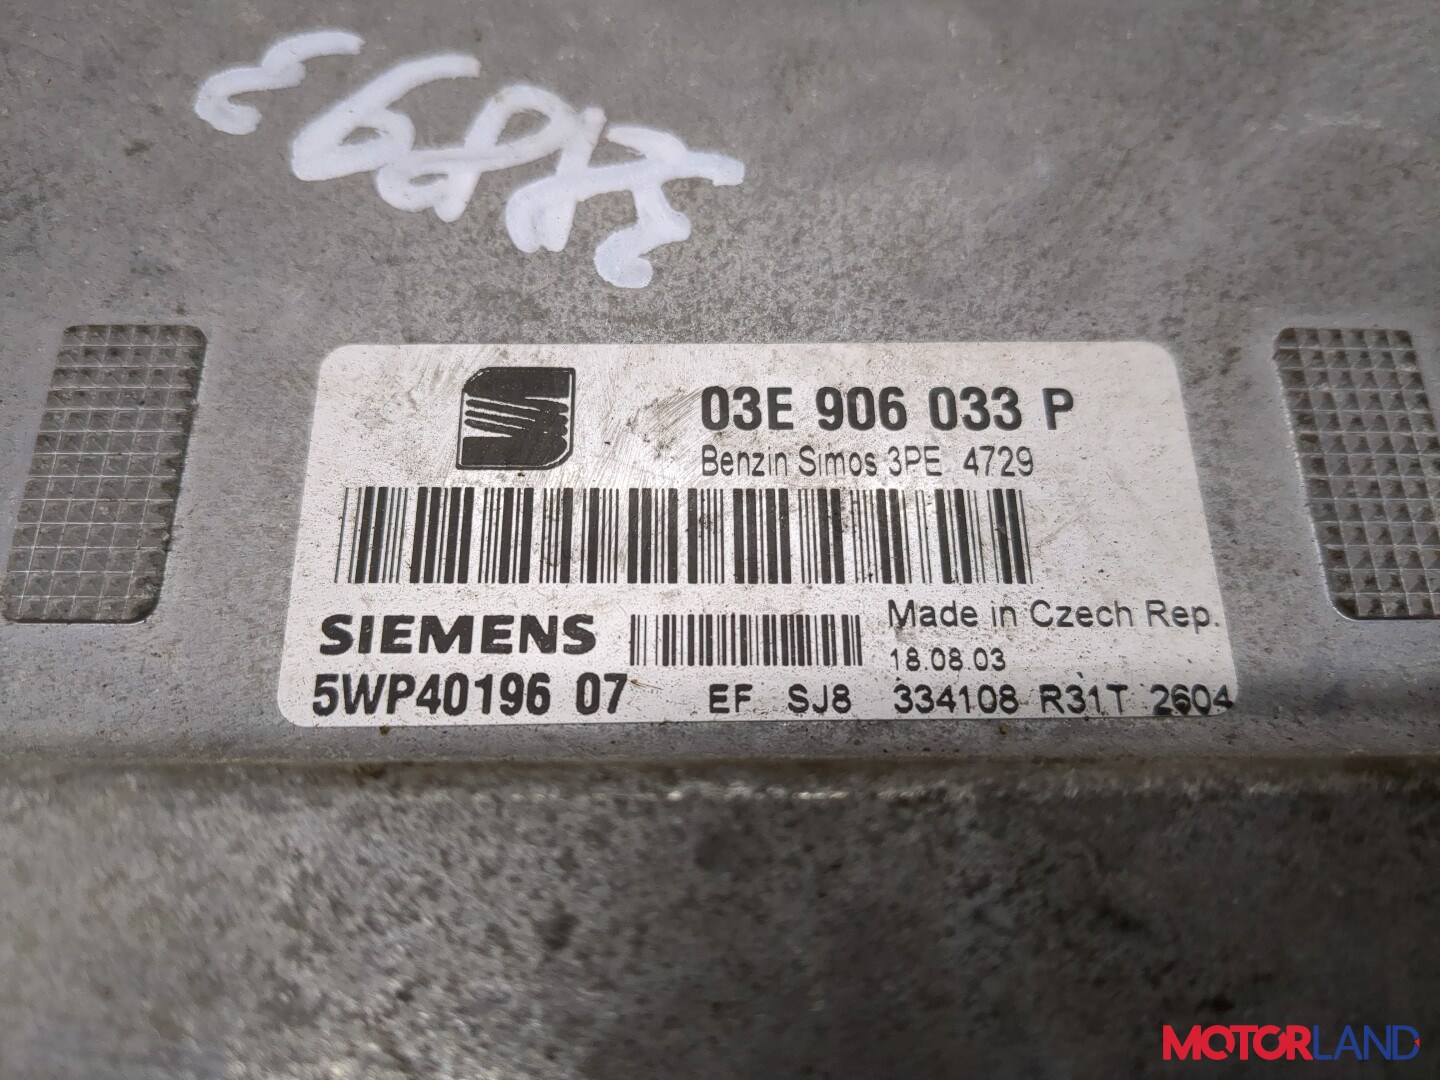 03E 906 033 P
Benzin Simos 3PE 4729
SIEMENS
Made in Czech Rep.
18.08.03
5WP40196 07
EF SJ8 334108 R31T 2604
MOTORLAND